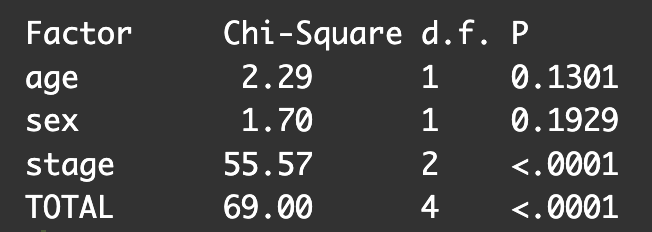 Factor Chi-Square d.f. P
age 2.29 1 0.1301
sex 1.70 1 0.1929
stage 55.57 2 <.0001
TOTAL 69.00 4 <.0001